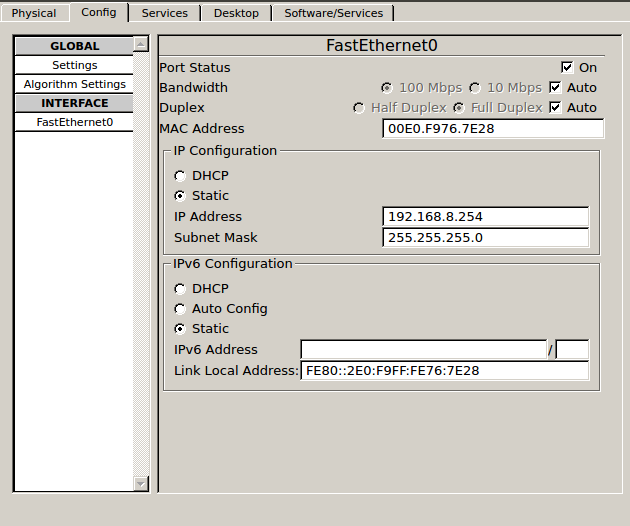 Physical Config Services Desktop Software/Services
GLOBAL
Settings
Algorithm Settings
INTERFACE
FastEthernet0
FastEthernet0
Port Status On
Bandwidth 100 Mbps 10 Mbps Auto
Duplex Half Duplex Full Duplex Auto
MAC Address 00E0.F976.7E28
IP Configuration
DHCP
Static
IP Address 192.168.8.254
Subnet Mask 255.255.255.0
IPv6 Configuration
DHCP
Auto Config
Static
IPv6 Address /
Link Local Address: FE80::2E0:F9FF:FE76:7E28